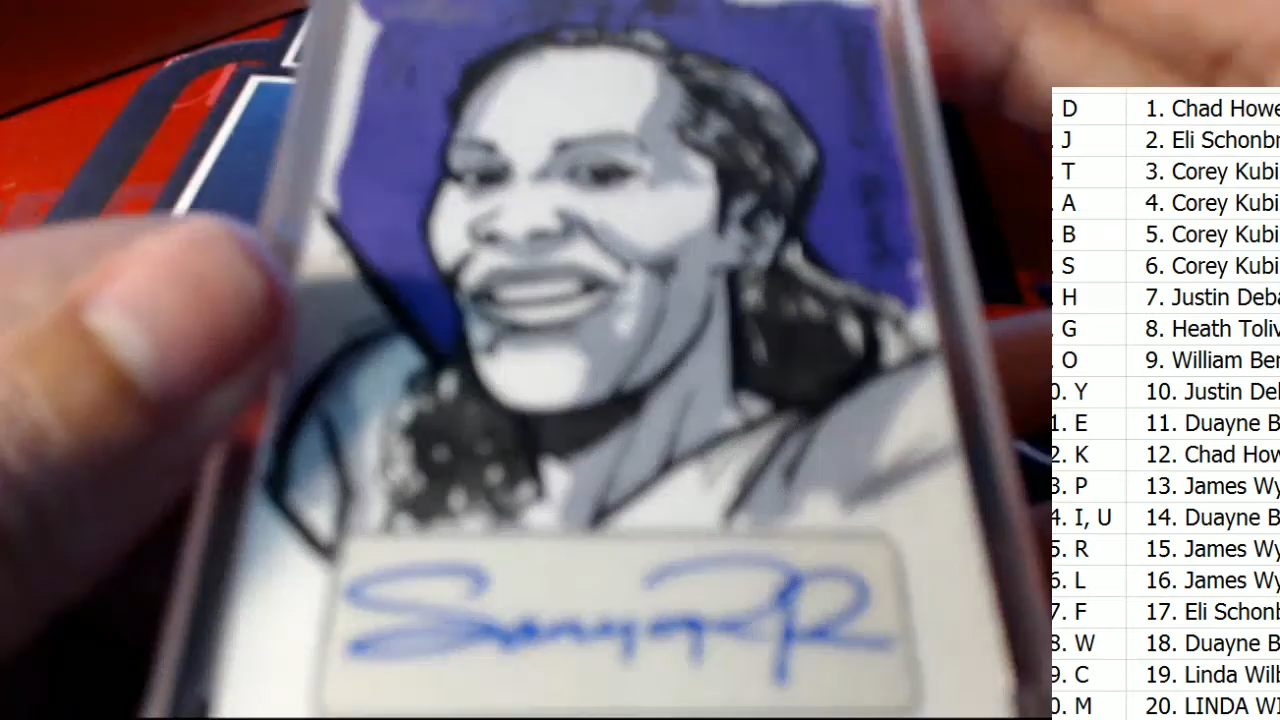 . D 1. Chad Howe
. J 2. Eli Schonb
. T 3. Corey Kubi
. A 4. Corey Kubi
. B 5. Corey Kubi
. S 6. Corey Kubi
. H 7. Justin Deba
. G 8. Heath Toliv
. O 9. William Ber
0. Y 10. Justin Del
1. E 11. Duayne B
2. K 12. Chad How
3. P 13. James Wy
4. I, U 14. Duayne B
5. R 15. James Wy
6. L 16. James Wy
7. F 17. Eli Schonb
8. W 18. Duayne B
9. C 19. Linda Wilb
0. M 20. LINDA WI